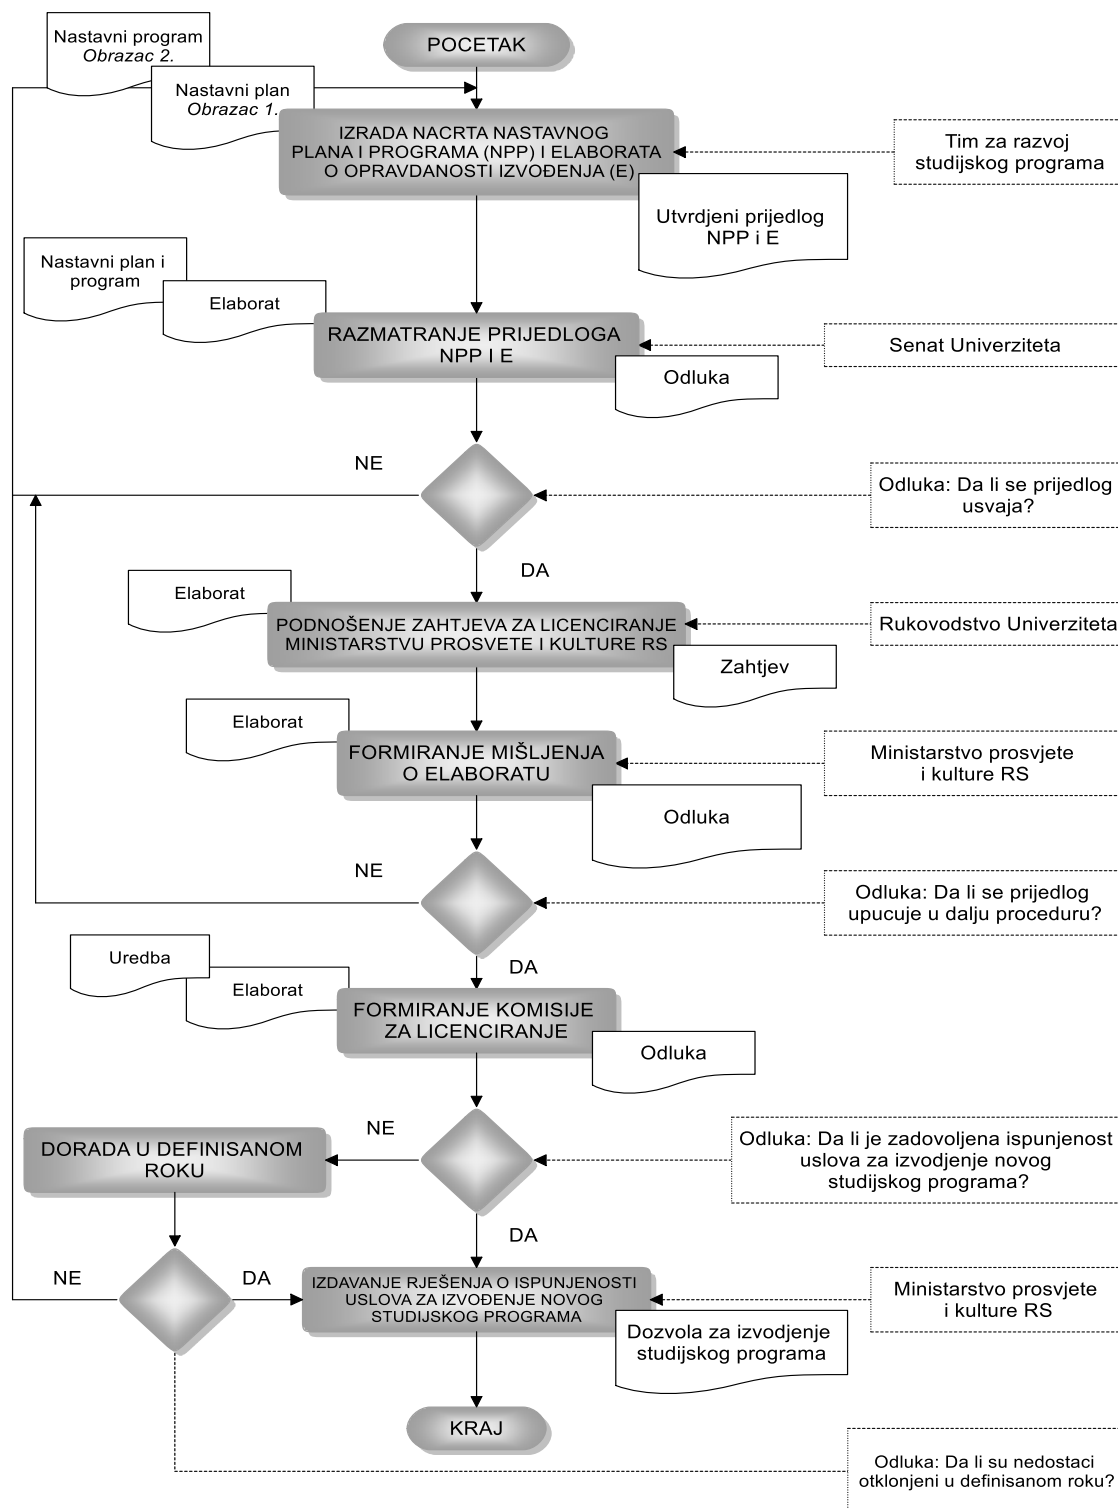 Nastavni program
Obrazac 2.
POCETAK
Nastavni plan
Obrazac 1.
IZRADA NACRTA NASTAVNOG
PLANA I PROGRAMA (NPP) I ELABORATA
O OPRAVDANOSTI IZVOĐENJA (E)
Tim za razvoj
studijskog programa
Utvrdjeni prijedlog
NPP i E
Nastavni plan i
program
Elaborat
RAZMATRANJE PRIJEDLOGA
NPP I E
Senat Univerziteta
Odluka
NE
Odluka: Da li se prijedlog
usvaja?
DA
Elaborat
PODNOŠENJE ZAHTJEVA ZA LICENCIRANJE
MINISTARSTVU PROSVETE I KULTURE RS
Rukovodstvo Univerziteta
Zahtjev
Elaborat
FORMIRANJE MIŠLJENJA
O ELABORATU
Ministarstvo prosvjete
i kulture RS
Odluka
NE
Odluka: Da li se prijedlog
upucuje u dalju proceduru?
DA
Uredba
Elaborat
FORMIRANJE KOMISIJE
ZA LICENCIRANJE
Odluka
NE
DORADA U DEFINISANOM
ROKU
Odluka: Da li je zadovoljena ispunjenost
uslova za izvodjenje novog
studijskog programa?
DA
NE
DA
IZDAVANJE RJEŠENJA O ISPUNJENOSTI
USLOVA ZA IZVOĐENJE NOVOG
STUDIJSKOG PROGRAMA
Ministarstvo prosvjete
i kulture RS
Dozvola za izvodjenje
studijskog programa
KRAJ
Odluka: Da li su nedostaci
otklonjeni u definisanom roku?